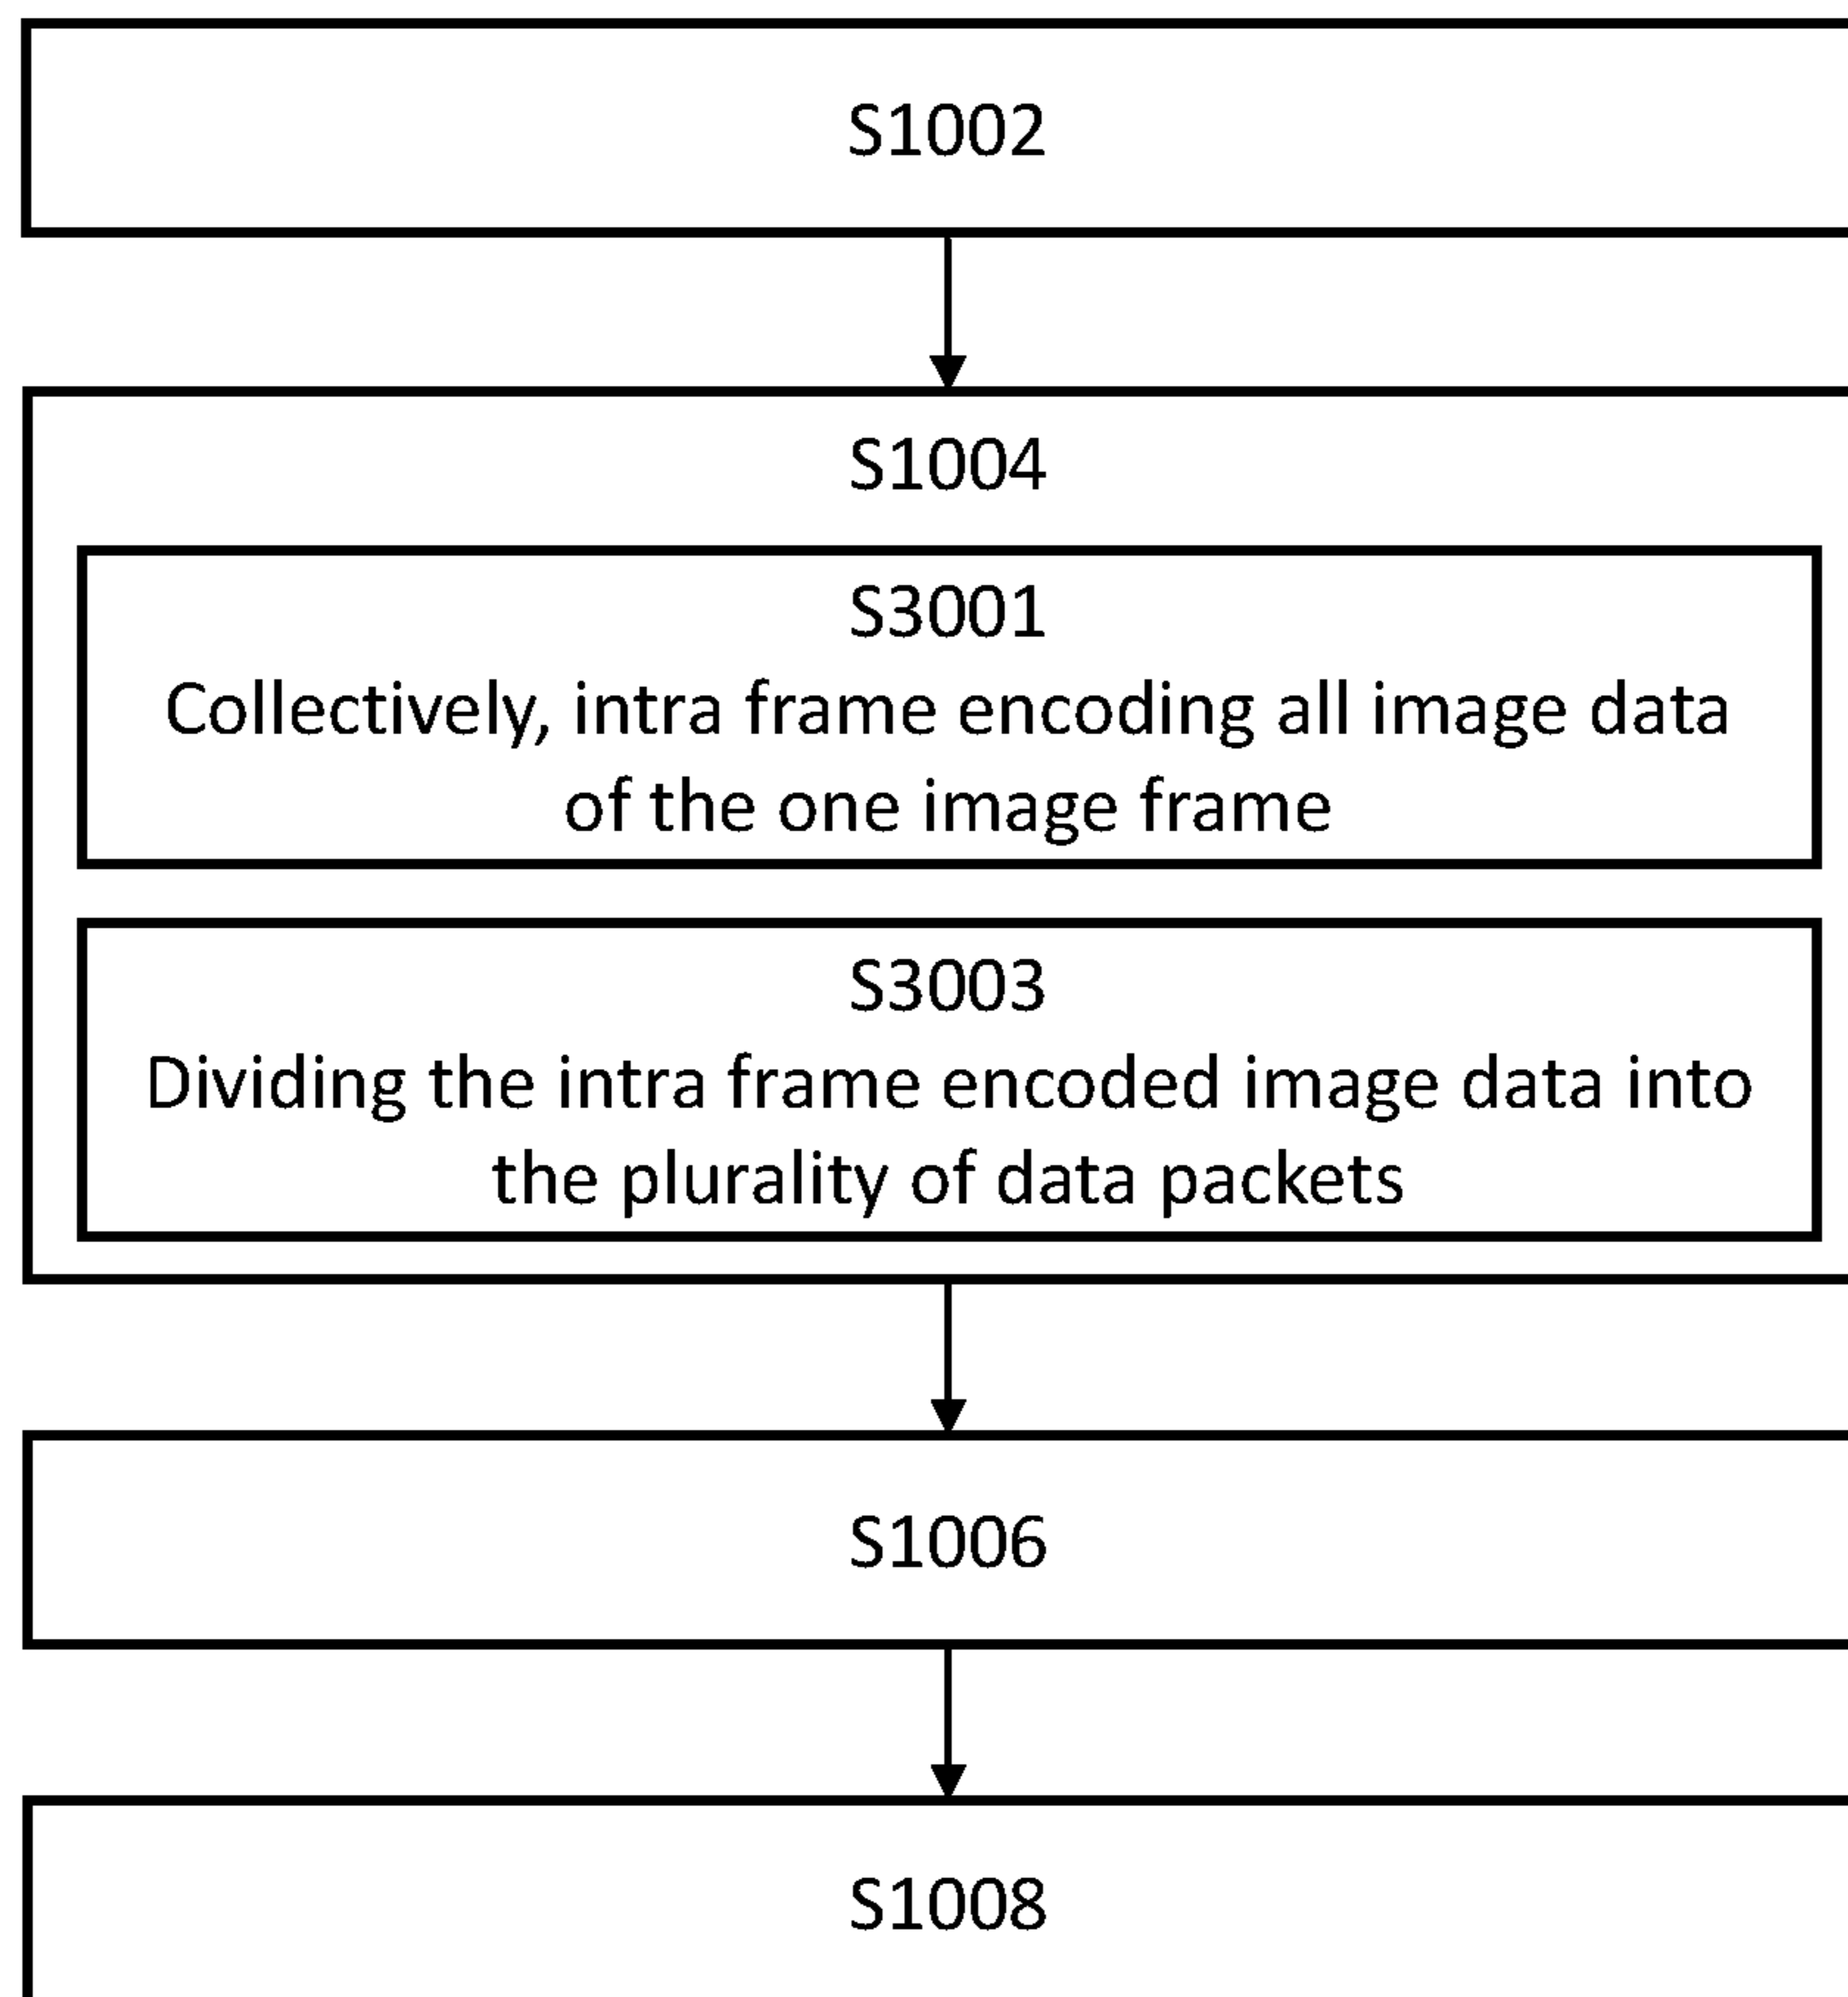 S1002
S1004
S3001
Collectively, intra frame encoding all image data
of the one image frame
S3003
Dividing the intra frame encoded image data into
the plurality of data packets
S1006
S1008